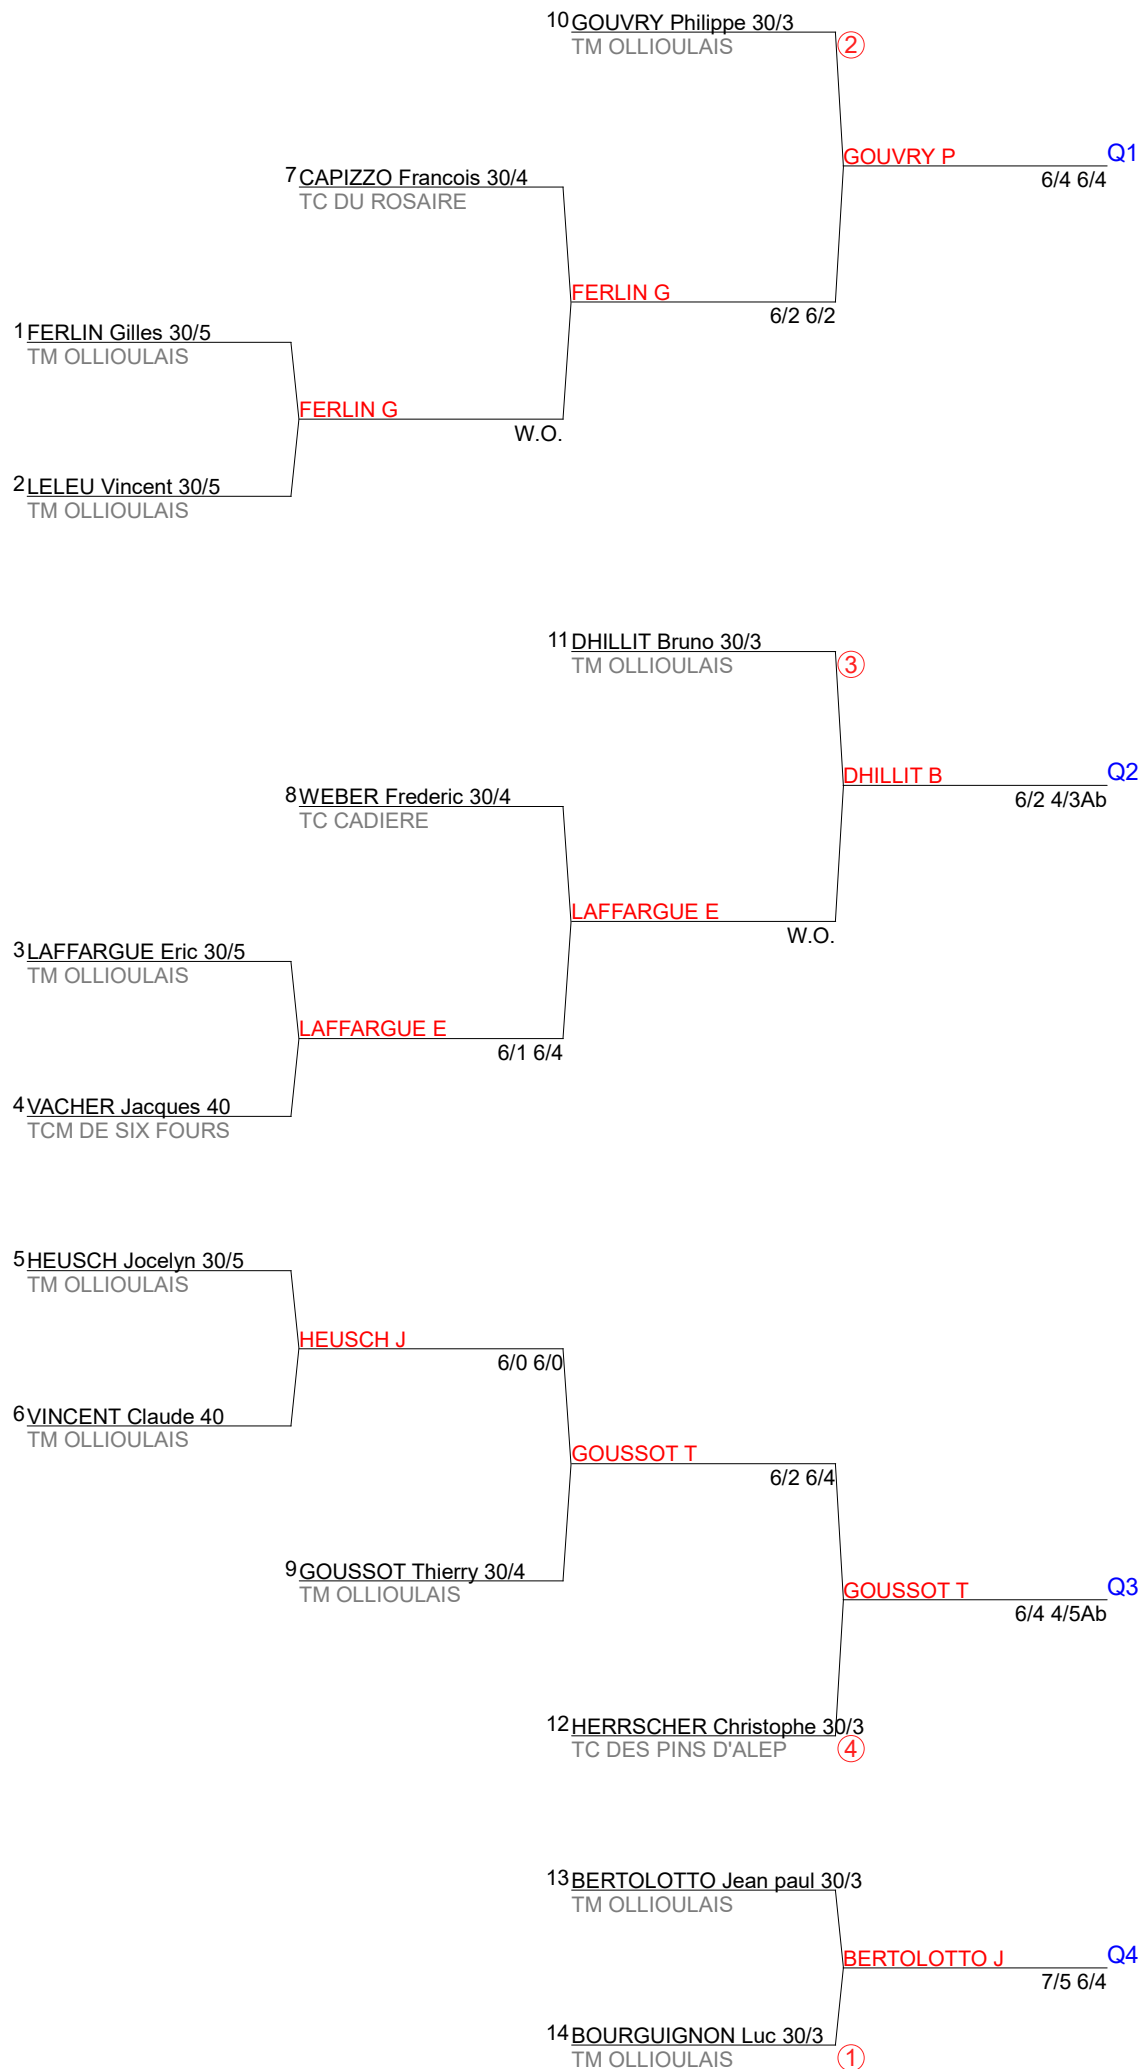 10 GOUVRY Philippe 30/3
TM OLLIOULAIS
②
GOUVRY P
Q1
6/4 6/4
7 CAPIZZO Francois 30/4
TC DU ROSAIRE
FERLIN G
6/2 6/2
1 FERLIN Gilles 30/5
TM OLLIOULAIS
FERLIN G
W.O.
2 LELEU Vincent 30/5
TM OLLIOULAIS
11 DHILLIT Bruno 30/3
TM OLLIOULAIS
③
DHILLIT B
Q2
6/2 4/3Ab
8 WEBER Frederic 30/4
TC CADIERE
LAFFARGUE E
W.O.
3 LAFFARGUE Eric 30/5
TM OLLIOULAIS
LAFFARGUE E
6/1 6/4
4 VACHER Jacques 40
TCM DE SIX FOURS
5 HEUSCH Jocelyn 30/5
TM OLLIOULAIS
HEUSCH J
6/0 6/0
6 VINCENT Claude 40
TM OLLIOULAIS
GOUSSOT T
6/2 6/4
9 GOUSSOT Thierry 30/4
TM OLLIOULAIS
GOUSSOT T
Q3
6/4 4/5Ab
12 HERRSCHER Christophe 30/3
TC DES PINS D'ALEP
④
13 BERTOLOTTO Jean paul 30/3
TM OLLIOULAIS
BERTOLOTTO J
Q4
7/5 6/4
14 BOURGUIGNON Luc 30/3
TM OLLIOULAIS
①